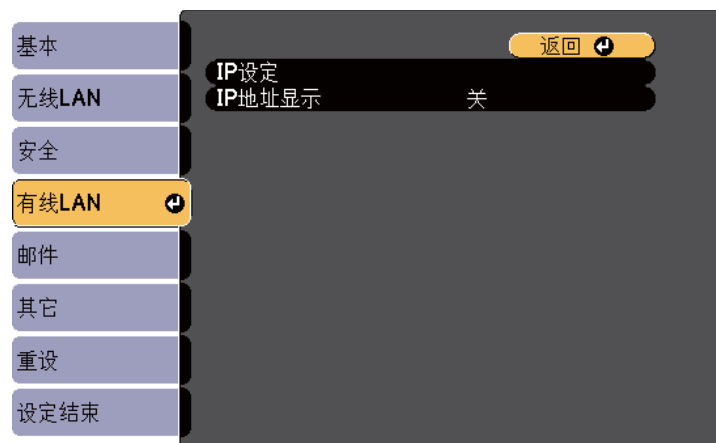 基本
无线LAN
安全
有线LAN
邮件
其它
重设
设定结束
返回
IP设定
IP地址显示 关